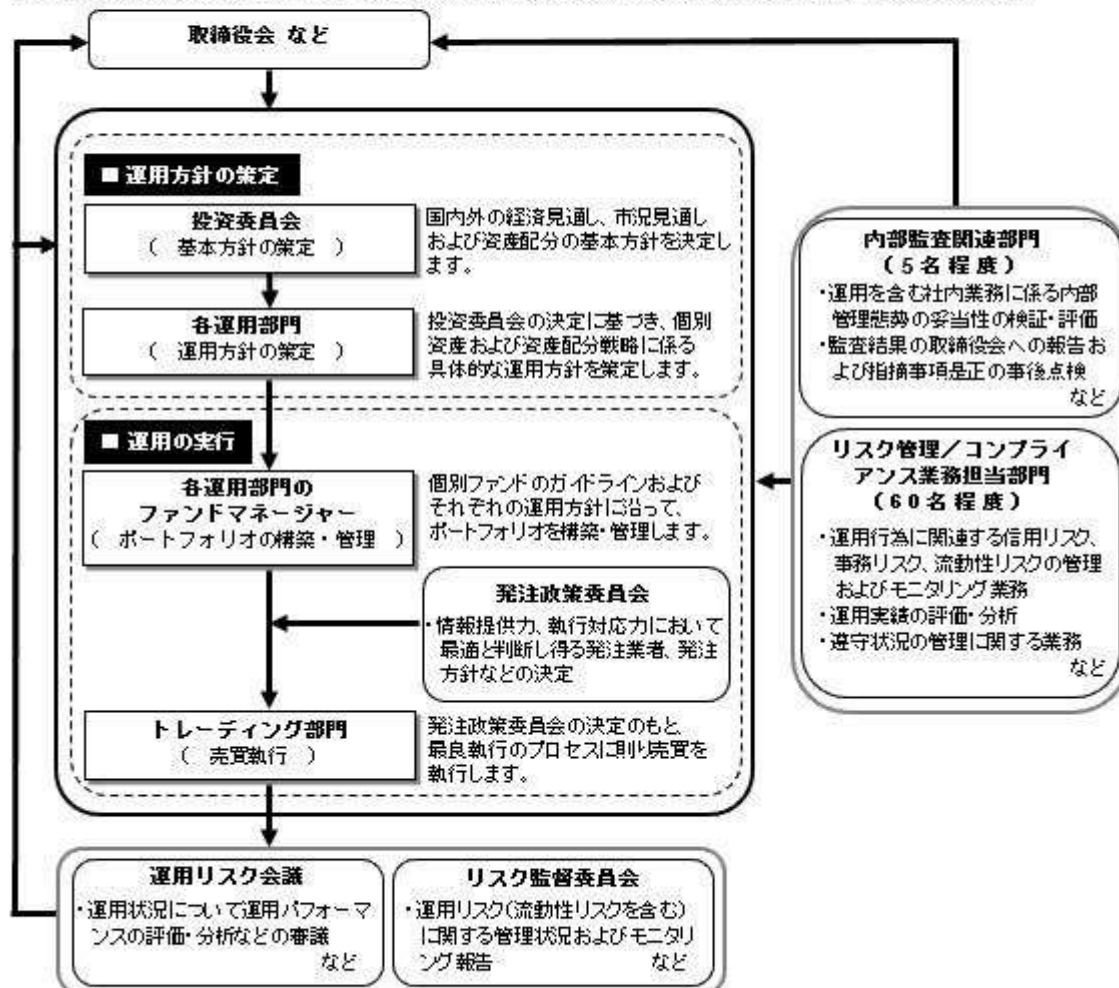 取締役会 など
■ 運用方針の策定
投資委員会
( 基本方針の策定 )
国内外の経済見通し、市況見通し
および資産配分の基本方針を決定し
ます。
各運用部門
( 運用方針の策定 )
投資委員会の決定に基づき、個別
資産および資産配分戦略に係る
具体的な運用方針を策定します。
■ 運用の実行
各運用部門の
ファンドマネージャー
( ポートフォリオの構築・管理 )
個別ファンドのガイドラインおよび
それぞれの運用方針に沿って、
ポートフォリオを構築・管理します。
発注政策委員会
・情報提供力、執行対応力において
最適と判断し得る発注業者、発注
方針などの決定
トレーディング部門
( 売買執行 )
発注政策委員会の決定のもと、
最良執行のプロセスに則り売買を
執行します。
内部監査関連部門
(5名程度)
・運用を含む社内業務に係る内部
管理態勢の妥当性の検証・評価
・監査結果の取締役会への報告お
よび指摘事項是正の事後点検
など
リスク管理/コンプライ
アンス業務担当部門
(60名程度)
・運用行為に関連する信用リスク、
事務リスク、流動性リスクの管理
およびモニタリング業務
・運用実績の評価・分析
・遵守状況の管理に関する業務
など
運用リスク会議
・運用状況について運用パフォーマ
ンスの評価・分析などの審議
など
リスク監督委員会
・運用リスク(流動性リスクを含む)
に関する管理状況およびモニタリ
ング報告 など